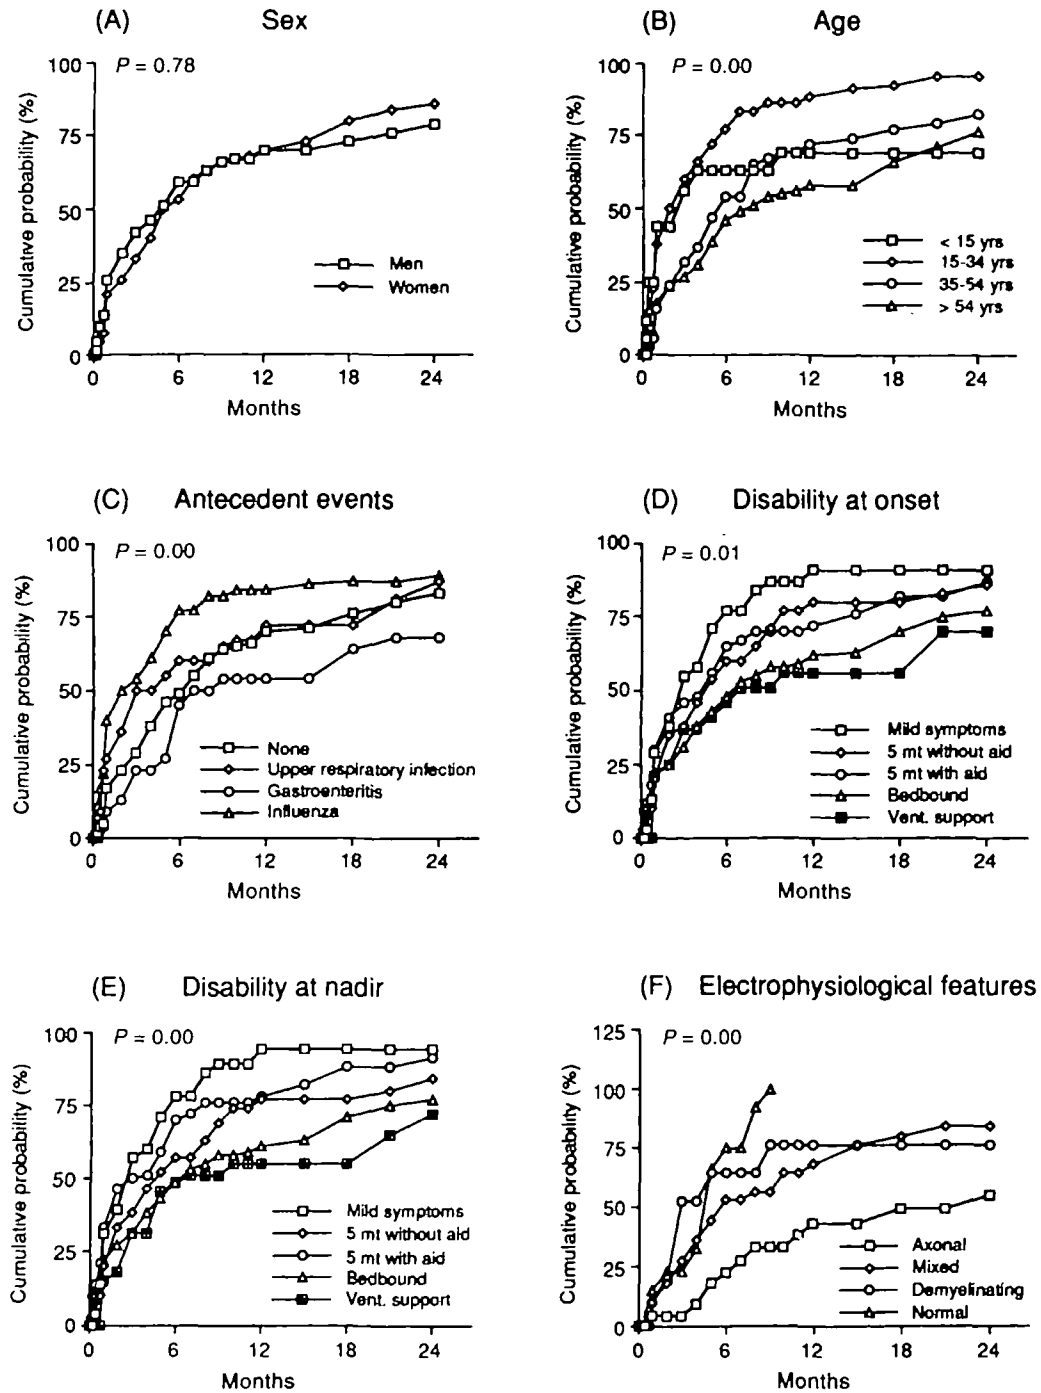 (A) Sex
P = 0.78
Cumulative probability (%)
100
75
50
25
0
0 6 12 18 24
Months
Men
Women
(B) Age
P = 0.00
Cumulative probability (%)
100
75
50
25
0
0 6 12 18 24
Months
< 15 yrs
15-34 yrs
35-54 yrs
> 54 yrs
(C) Antecedent events
P = 0.00
Cumulative probability (%)
100
75
50
25
0
0 6 12 18 24
Months
None
Upper respiratory infection
Gastroenteritis
Influenza
(D) Disability at onset
P = 0.01
Cumulative probability (%)
100
75
50
25
0
0 6 12 18 24
Months
Mild symptoms
5 mt without aid
5 mt with aid
Bedbound
Vent. support
(E) Disability at nadir
P = 0.00
Cumulative probability (%)
100
75
50
25
0
0 6 12 18 24
Months
Mild symptoms
5 mt without aid
5 mt with aid
Bedbound
Vent. support
(F) Electrophysiological features
P = 0.00
Cumulative probability (%)
125
100
75
50
25
0
0 6 12 18 24
Months
Axonal
Mixed
Demyelinating
Normal